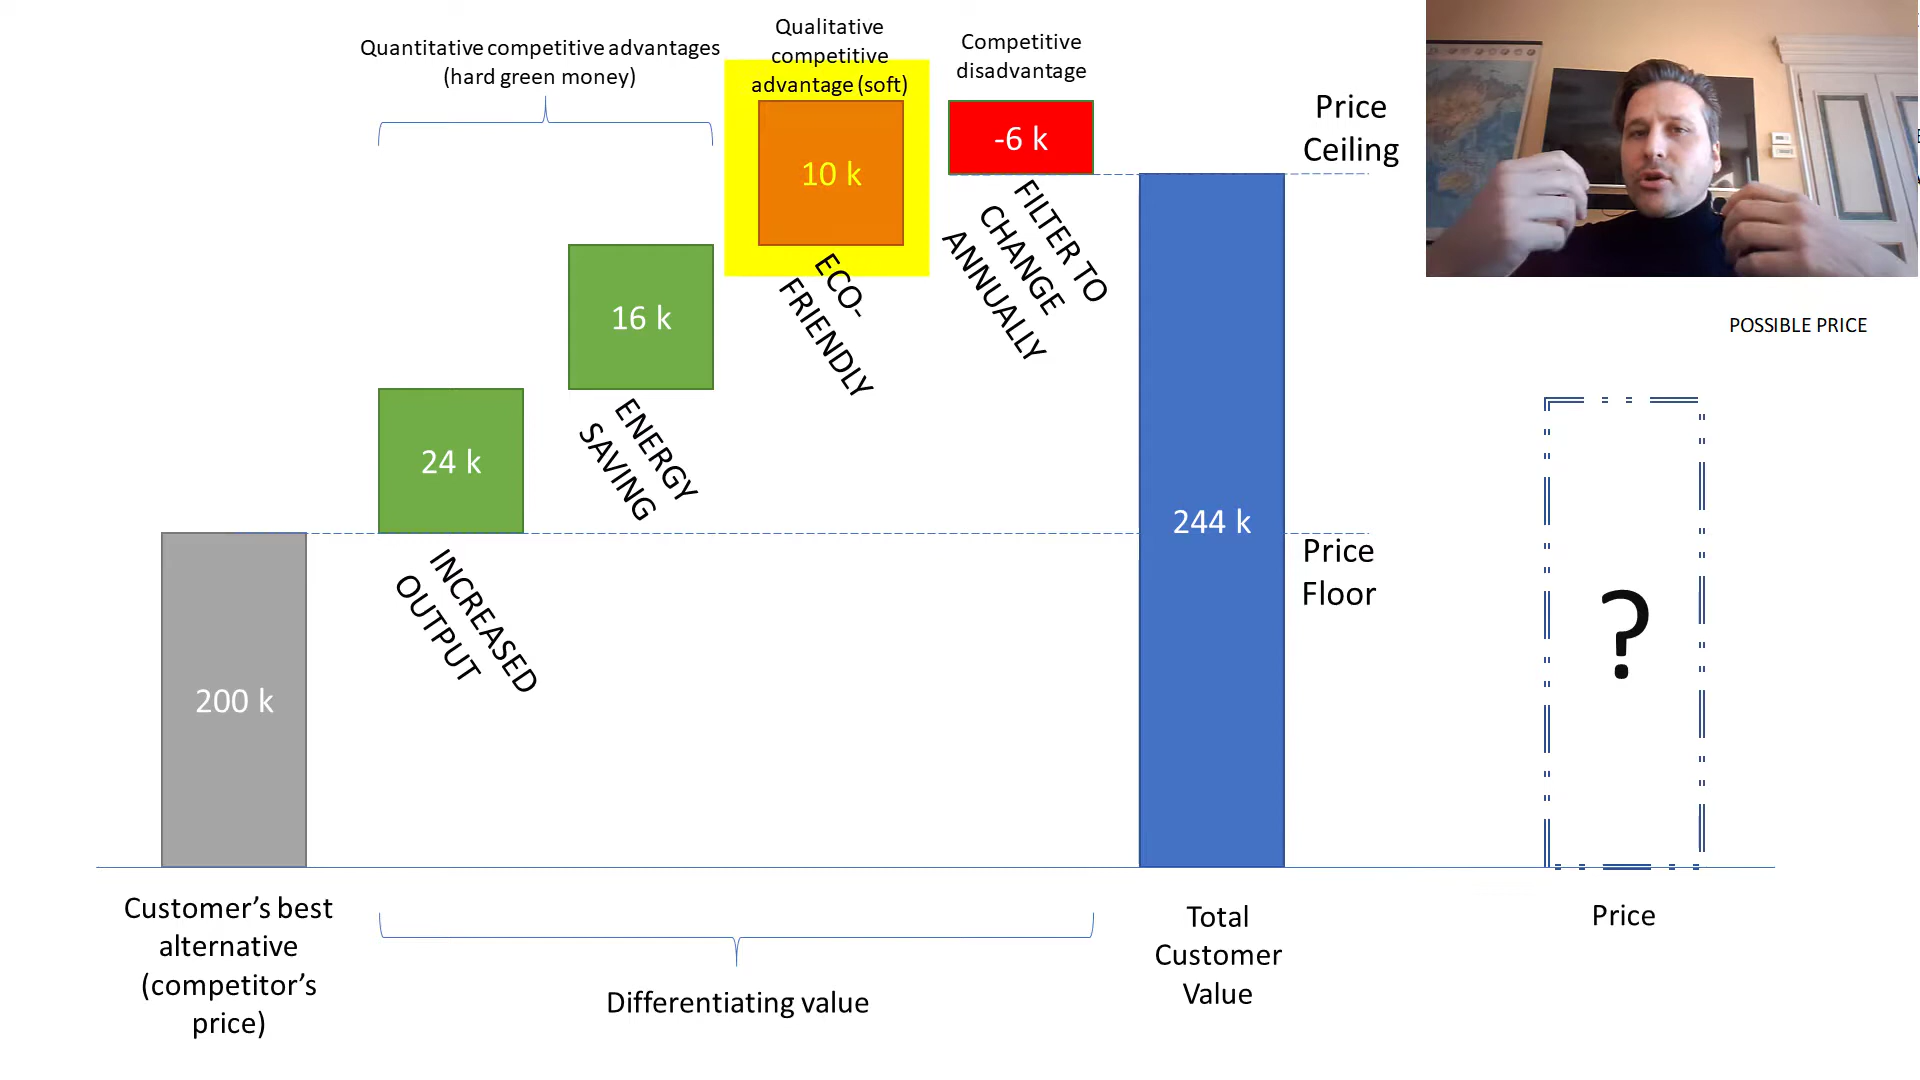 Quantitative competitive advantages
(hard green money)
Qualitative
competitive
advantage (soft)
Competitive
disadvantage
Price
Ceiling
10 k
-6 k
FILTER TO
CHANGE
ANNUALLY
ECO-
FRIENDLY
16 k
ENERGY
SAVING
24 k
INCREASED
OUTPUT
POSSIBLE PRICE
244 k
Price
Floor
?
200 k
Customer’s best
alternative
(competitor’s
price)
Differentiating value
Total
Customer
Value
Price